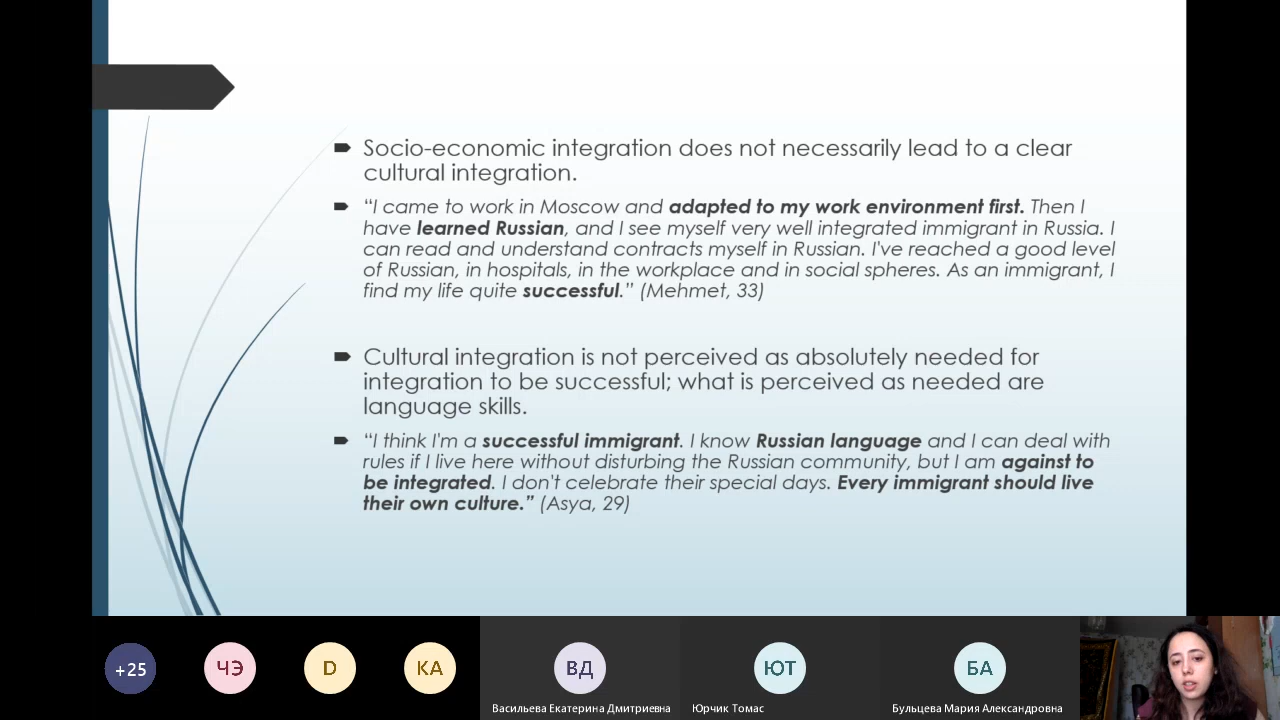 Socio-economic integration does not necessarily lead to a clear
cultural integration.
“I came to work in Moscow and adapted to my work environment first. Then I
have learned Russian, and I see myself very well integrated immigrant in Russia. I
can read and understand contracts myself in Russian. I've reached a good level
of Russian, in hospitals, in the workplace and in social spheres. As an immigrant, I
find my life quite successful.” (Mehmet, 33)
Cultural integration is not perceived as absolutely needed for
integration to be successful; what is perceived as needed are
language skills.
“I think I'm a successful immigrant. I know Russian language and I can deal with
rules if I live here without disturbing the Russian community, but I am against to
be integrated. I don't celebrate their special days. Every immigrant should live
their own culture.” (Asya, 29)
+25
ЧЭ
D
КА
ВД
ЮТ
БА
Васильева Екатерина Дмитриевна
Юрчик Томас
Бульцева Мария Александровна